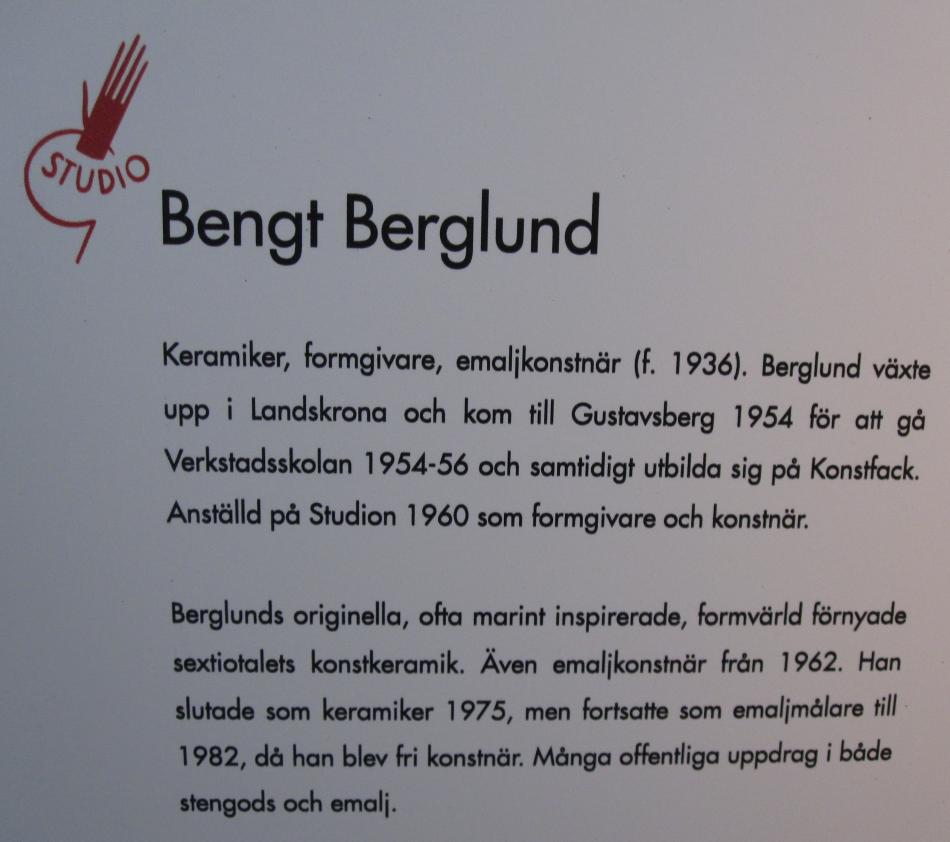 STUDIO
Bengt Berglund
Keramiker, formgivare, emaljkonstnär (f. 1936). Berglund växte
upp i Landskrona och kom till Gustavsberg 1954 för att gå
Verkstadsskolan 1954-56 och samtidigt utbilda sig på Konstfack.
Anställd på Studion 1960 som formgivare och konstnär.
Berglunds originella, ofta marint inspirerade, formvärld förnyade
sextiotalets konstkeramik. Även emaljkonstnär från 1962. Han
slutade som keramiker 1975, men fortsatte som emaljmålare till
1982, då han blev fri konstnär. Många offentliga uppdrag i både
stengods och emalj.